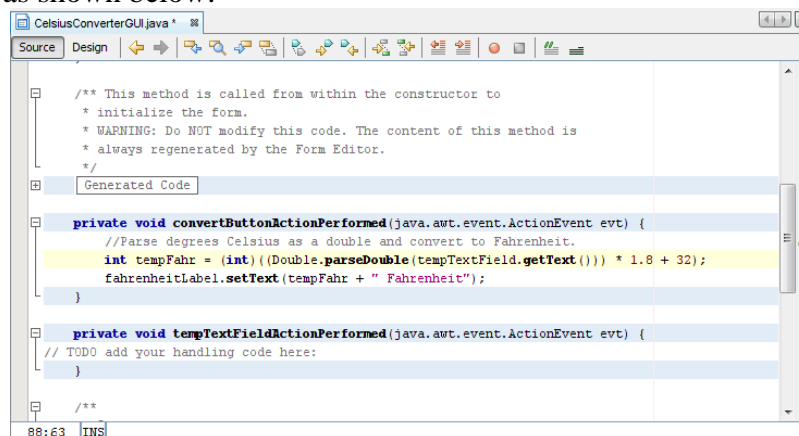 as shown below:
CelsiusConverterGUI.java *
Source Design
/** This method is called from within the constructor to
* initialize the form.
* WARNING: Do NOT modify this code. The content of this method is
* always regenerated by the Form Editor.
*/
Generated Code
private void convertButtonActionPerformed(java.awt.event.ActionEvent evt) {
//Parse degrees Celsius as a double and convert to Fahrenheit.
int tempFahr = (int)((Double.parseDouble(tempTextField.getText())) * 1.8 + 32);
fahrenheitLabel.setText(tempFahr + " Fahrenheit");
}
private void tempTextFieldActionPerformed(java.awt.event.ActionEvent evt) {
// TODO add your handling code here:
}
/**
88:63 INS